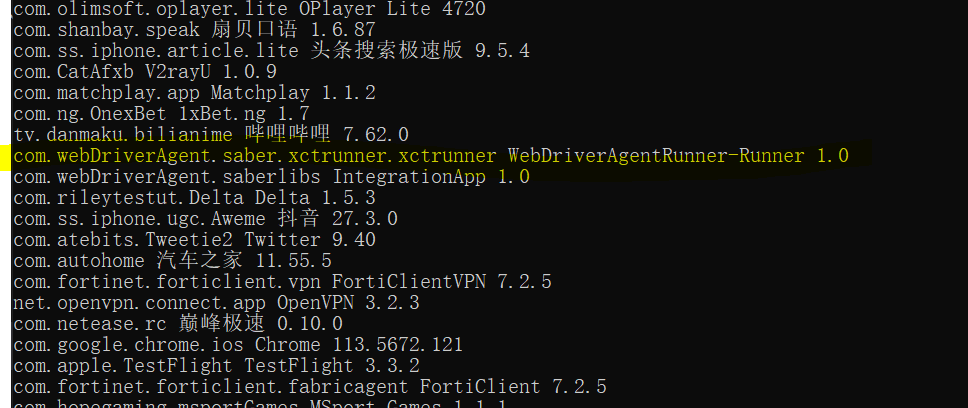 com.olimsoft.oplayer.lite OPlayer Lite 4720
com.shanbay.speak 扇贝口语 1.6.87
com.ss.iphone.article.lite 头条搜索极速版 9.5.4
com.CatAfxb V2rayU 1.0.9
com.matchplay.app Matchplay 1.1.2
com.ng.OnexBet 1xBet.ng 1.7
tv.danmaku.bilianime 哔哩哔哩 7.62.0
com.webDriverAgent.saber.xctrunner.xctrunner WebDriverAgentRunner-Runner 1.0
com.webDriverAgent.saberlibs IntegrationApp 1.0
com.rileytestut.Delta Delta 1.5.3
com.ss.iphone.ugc.Aweme 抖音 27.3.0
com.atebits.Tweetie2 Twitter 9.40
com.autohome 汽车之家 11.55.5
com.fortinet.forticlient.vpn FortiClientVPN 7.2.5
net.openvpn.connect.app OpenVPN 3.2.3
com.netease.rc 巅峰极速 0.10.0
com.google.chrome.ios Chrome 113.5672.121
com.apple.TestFlight TestFlight 3.3.2
com.fortinet.forticlient.fabricagent FortiClient 7.2.5
com.hopegaming.msportGames MSport Games 1.1.1